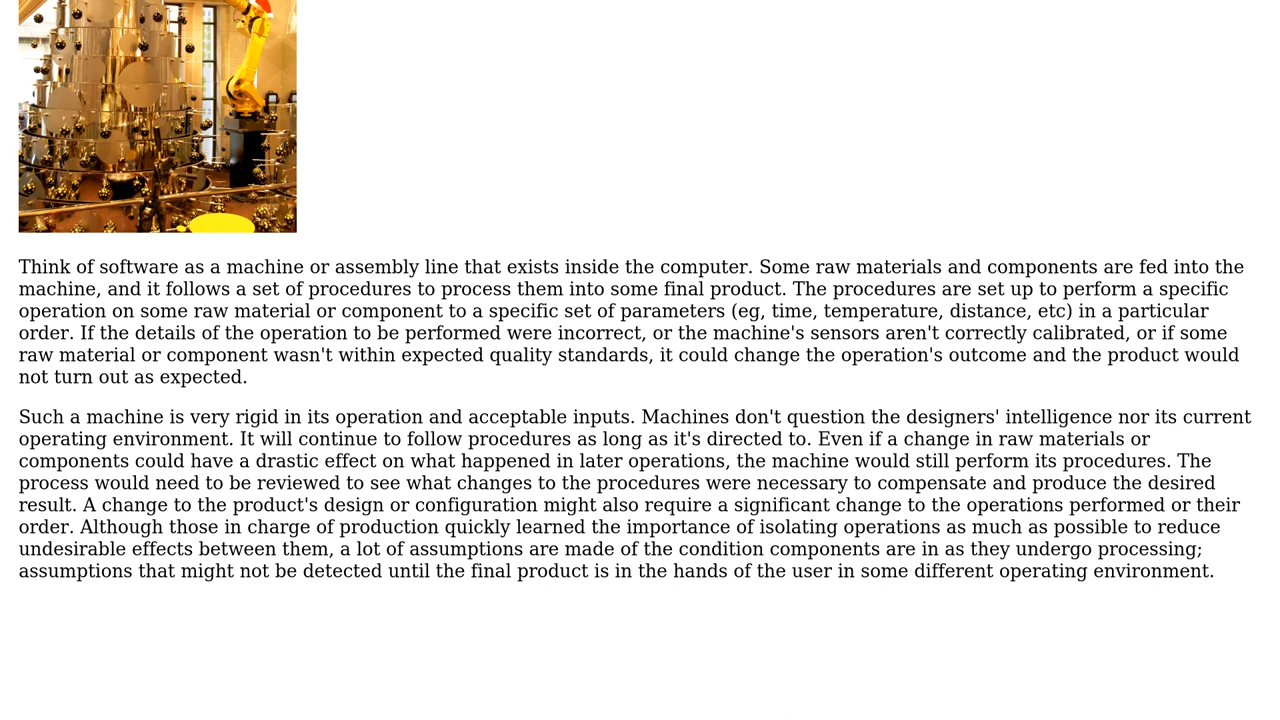 Think of software as a machine or assembly line that exists inside the computer. Some raw materials and components are fed into the
machine, and it follows a set of procedures to process them into some final product. The procedures are set up to perform a specific
operation on some raw material or component to a specific set of parameters (eg, time, temperature, distance, etc) in a particular
order. If the details of the operation to be performed were incorrect, or the machine's sensors aren't correctly calibrated, or if some
raw material or component wasn't within expected quality standards, it could change the operation's outcome and the product would
not turn out as expected.
Such a machine is very rigid in its operation and acceptable inputs. Machines don't question the designers' intelligence nor its current
operating environment. It will continue to follow procedures as long as it's directed to. Even if a change in raw materials or
components could have a drastic effect on what happened in later operations, the machine would still perform its procedures. The
process would need to be reviewed to see what changes to the procedures were necessary to compensate and produce the desired
result. A change to the product's design or configuration might also require a significant change to the operations performed or their
order. Although those in charge of production quickly learned the importance of isolating operations as much as possible to reduce
undesirable effects between them, a lot of assumptions are made of the condition components are in as they undergo processing;
assumptions that might not be detected until the final product is in the hands of the user in some different operating environment.